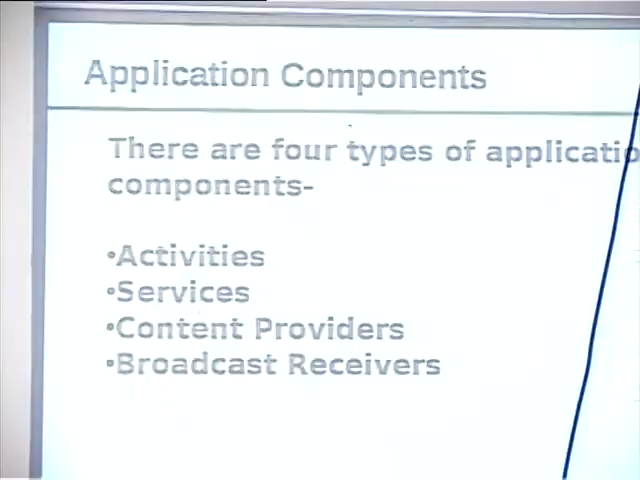 Application Components
There are four types of applicatio
components-
•Activities
•Services
•Content Providers
•Broadcast Receivers